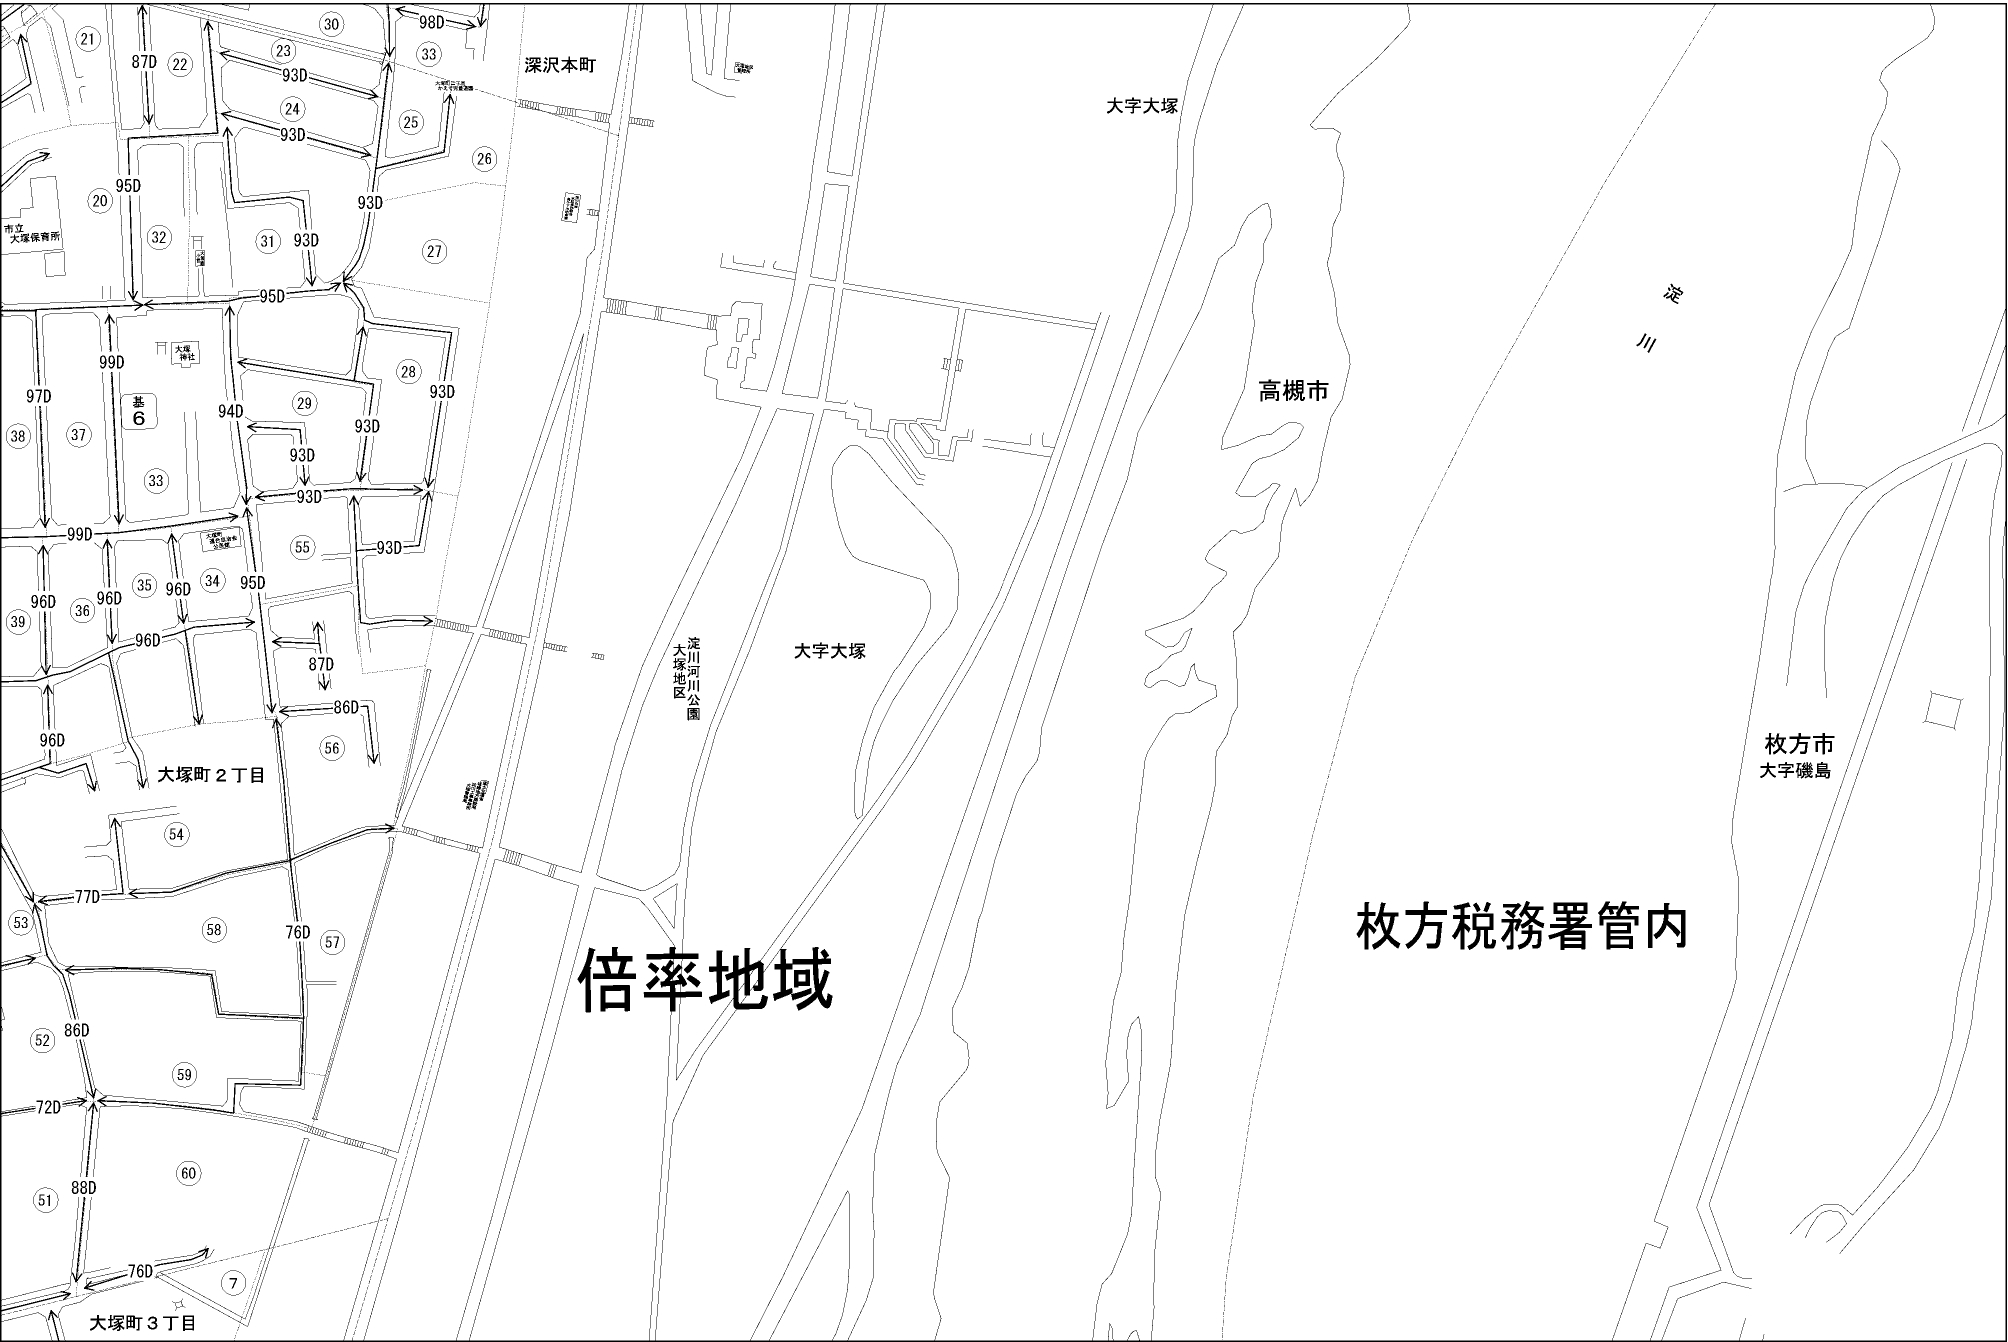 30
98D
21
87D
22
23
33
93D
24
93D
25
26
深沢本町
大字大塚
20
95D
市立
大塚保育所
32
31
93D
93D
27
95D
淀
川
99D
大塚
神社
97D
基
6
94D
29
28
93D
93D
93D
高槻市
38
37
33
93D
99D
大塚町
55
93D
39
96D
36
96D
35
96D
34
95D
96D
87D
86D
56
96D
淀川河川公園
大塚地区
大字大塚
枚方市
大字磯島
大塚町2丁目
54
77D
53
58
76D
57
枚方税務署管内
倍率地域
52
86D
59
72D
51
88D
60
76D
7
大塚町3丁目